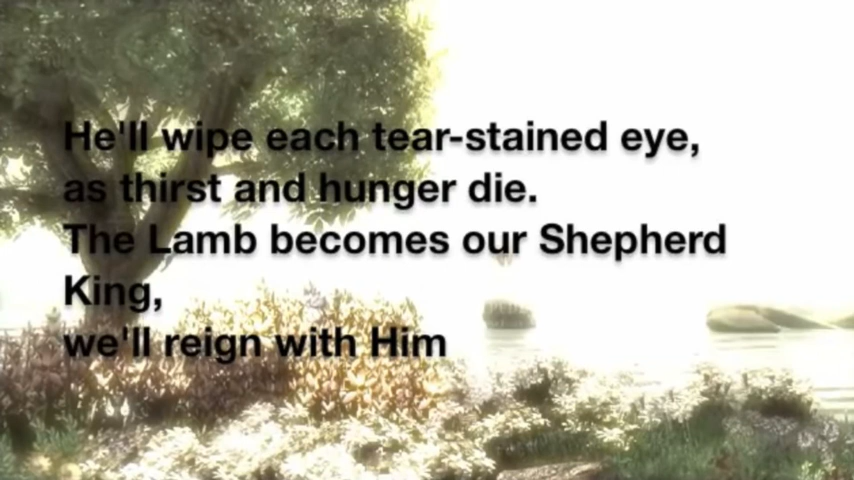 He'll wipe each tear-stained eye,
as thirst and hunger die.
The Lamb becomes our Shepherd
King,
we'll reign with Him